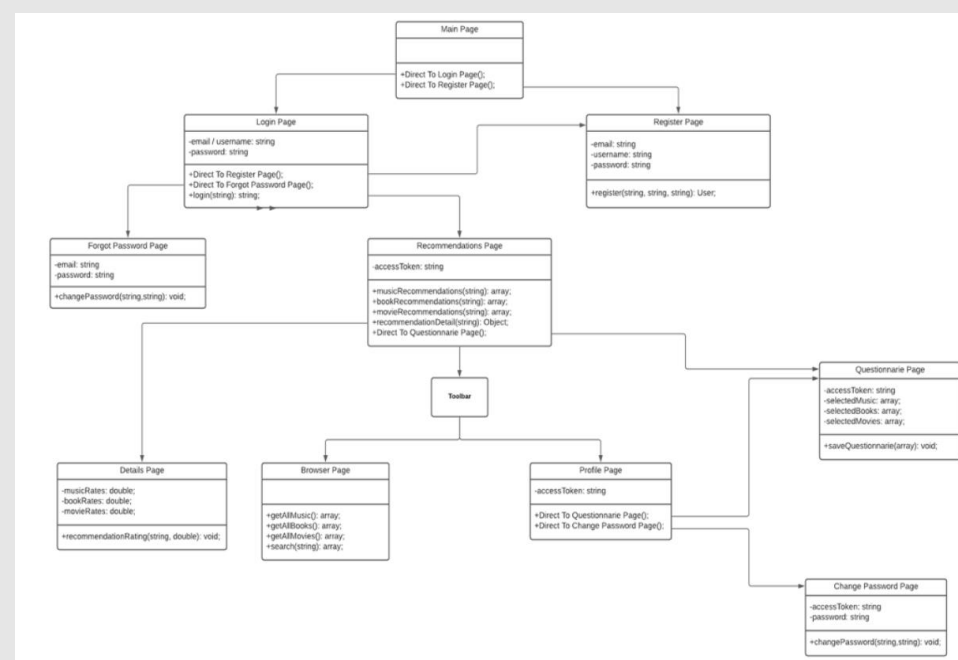 Main Page
+Direct To Login Page();
+Direct To Register Page();
Login Page
-email / username: string
-password: string
+Direct To Register Page();
+Direct To Forgot Password Page();
+login(string): string;
Register Page
-email: string
-username: string
-password: string
+register(string, string, string): User;
Forgot Password Page
-email: string
-password: string
+changePassword(string,string): void;
Recommendations Page
-accessToken: string
+musicRecommendations(string): array;
+bookRecommendations(string): array;
+movieRecommendations(string): array;
+recommendationDetail(string): Object;
+Direct To Questionnarie Page();
Questionnarie Page
-accessToken: string
-selectedMusic: array;
-selectedBooks: array;
-selectedMovies: array;
+saveQuestionnarie(array): void;
Toolbar
Details Page
-musicRates: double;
-bookRates: double;
-movieRates: double;
+recommendationRating(string, double): void;
Browser Page
+getAllMusic(): array;
+getAllBooks(): array;
+getAllMovies(): array;
+search(string): array;
Profile Page
-accessToken: string
+Direct To Questionnarie Page();
+Direct To Change Password Page();
Change Password Page
-accessToken: string
-password: string
+changePassword(string,string): void;